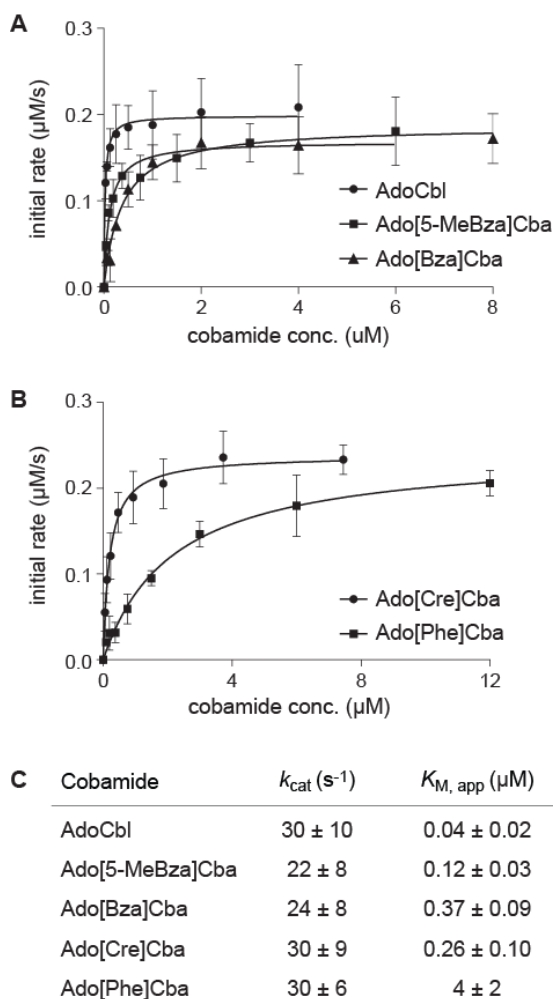 A
0.3
0.2
0.1
0.0
initial rate (µM/s)
AdoCbl
Ado[5-MeBza]Cba
Ado[Bza]Cba
0 2 4 6 8
cobamide conc. (uM)
B
0.3
0.2
0.1
0.0
initial rate (µM/s)
Ado[Cre]Cba
Ado[Phe]Cba
0 4 8 12
cobamide conc. (µM)
C Cobamide kcat (s-1) KM, app (µM)
AdoCbl 30 ± 10 0.04 ± 0.02
Ado[5-MeBza]Cba 22 ± 8 0.12 ± 0.03
Ado[Bza]Cba 24 ± 8 0.37 ± 0.09
Ado[Cre]Cba 30 ± 9 0.26 ± 0.10
Ado[Phe]Cba 30 ± 6 4 ± 2